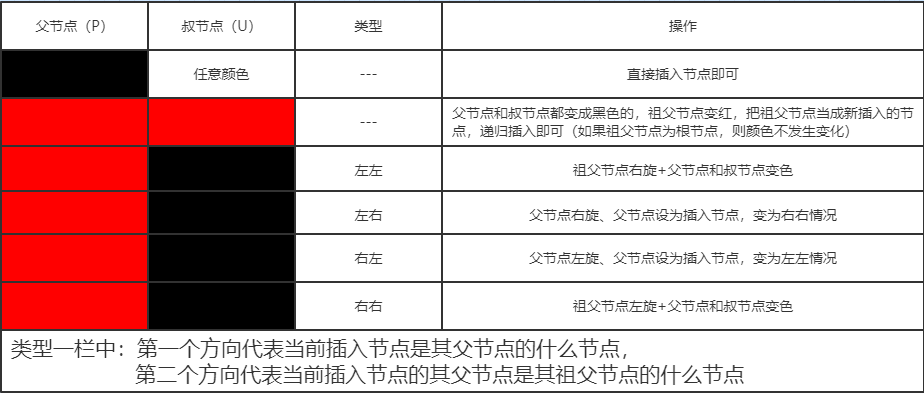 父节点（P） 叔节点（U） 类型 操作
任意颜色 --- 直接插入节点即可
--- 父节点和叔节点都变成黑色的，祖父节点变红，把祖父节点当成新插入的节
点，递归插入即可（如果祖父节点为根节点，则颜色不发生变化）
左左 祖父节点右旋+父节点和叔节点变色
左右 父节点右旋、父节点设为插入节点，变为右右情况
右左 父节点左旋、父节点设为插入节点，变为左左情况
右右 祖父节点左旋+父节点和叔节点变色
类型一栏中：第一个方向代表当前插入节点是其父节点的什么节点，
第二个方向代表当前插入节点的其父节点是其祖父节点的什么节点